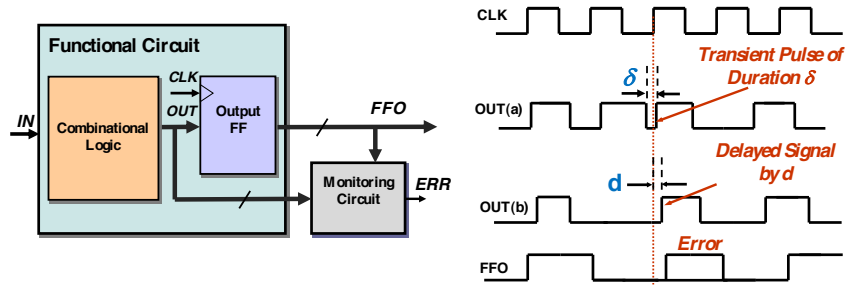 Functional Circuit
CLK
IN
Combinational
Logic
OUT
Output
FF
FFO
Monitoring
Circuit
ERR
CLK
Transient Pulse of
Duration δ
δ
OUT(a)
Delayed Signal
by d
d
OUT(b)
Error
FFO